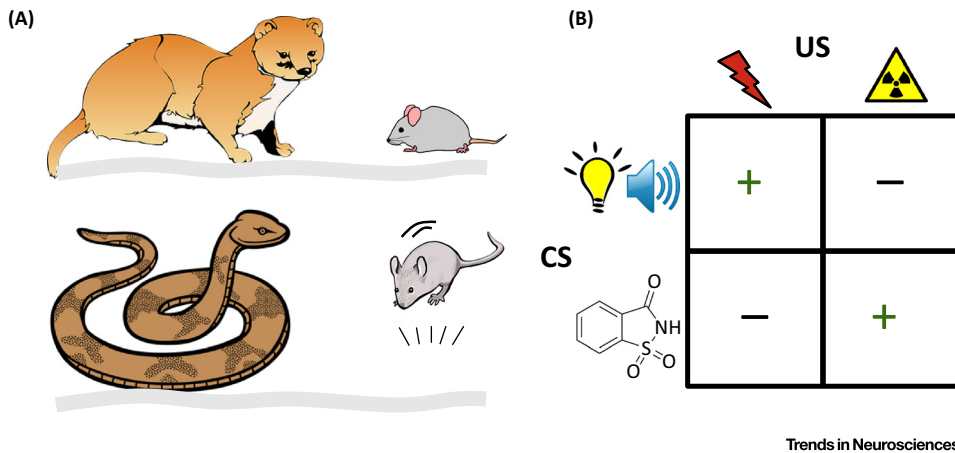 (A)
(B)
US
+
−
CS
−
+
O
NH
S
O
O
Trends in Neurosciences